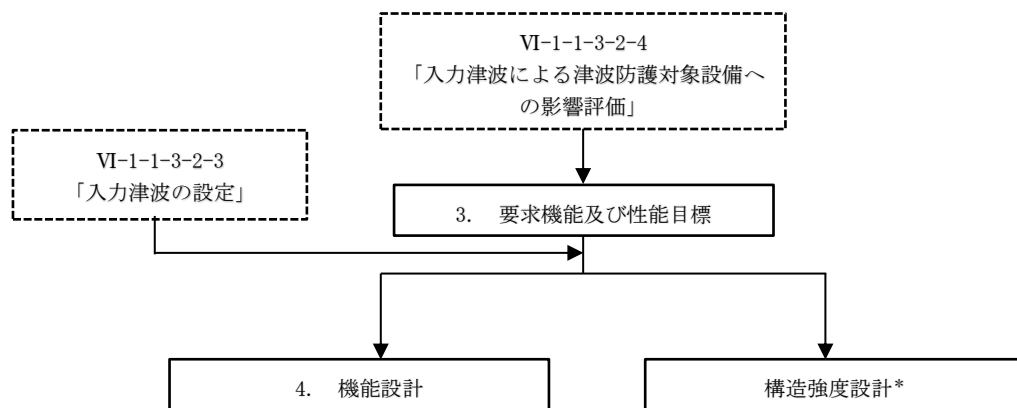 Ⅵ-1-1-3-2-4
「入力津波による津波防護対象設備へ
の影響評価」
Ⅵ-1-1-3-2-3
「入力津波の設定」
3. 要求機能及び性能目標
4. 機能設計
構造強度設計*